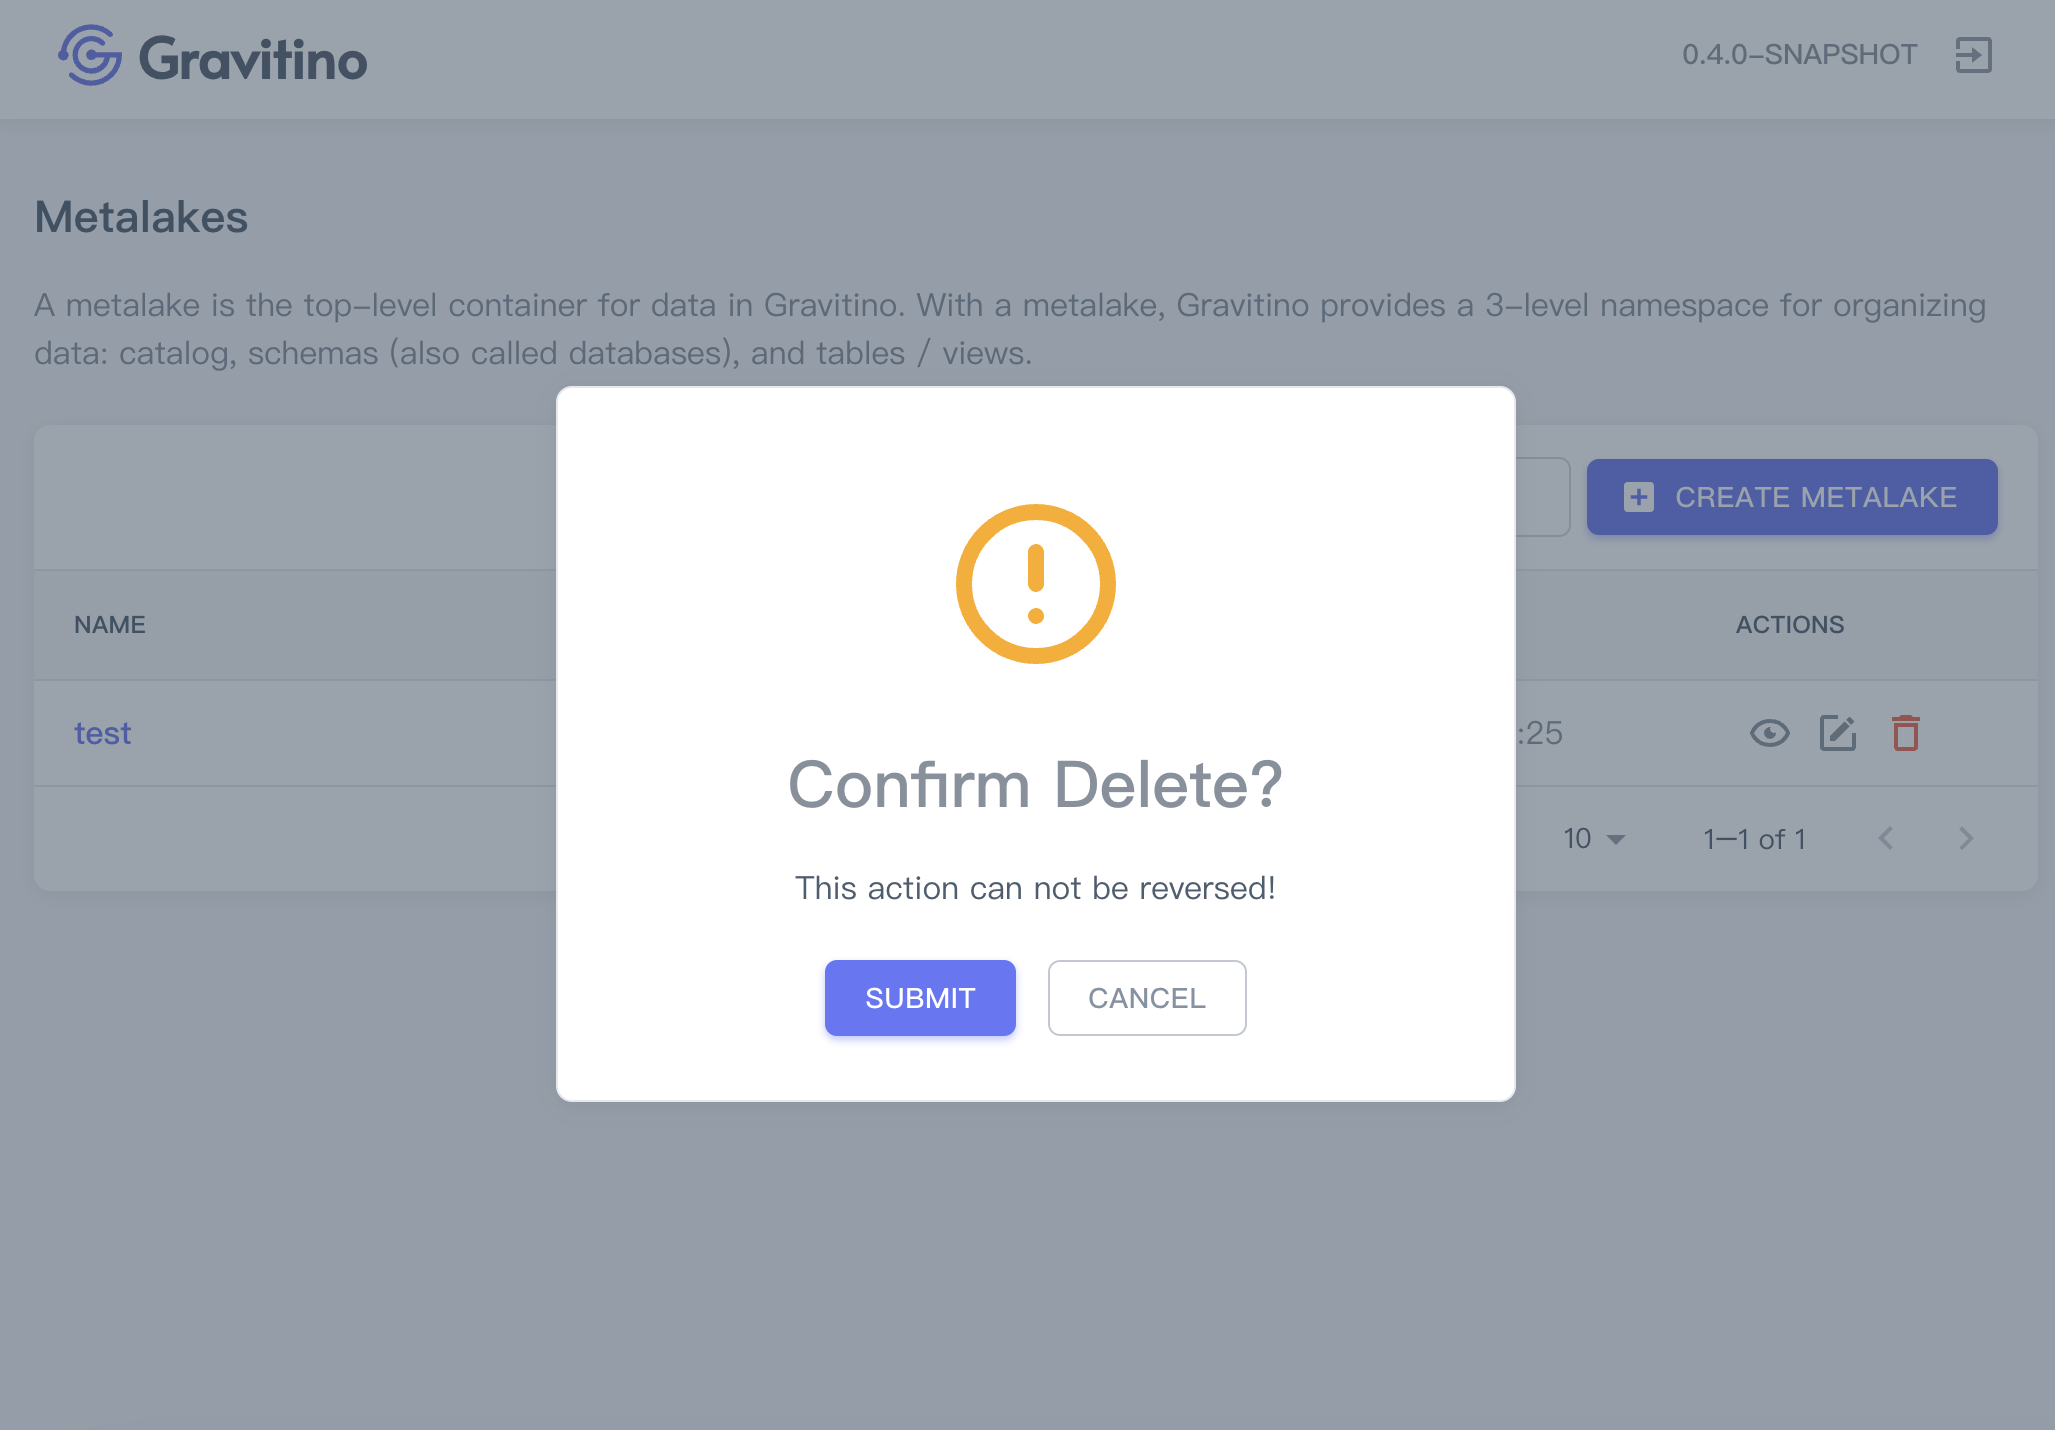 Gravitino
0.4.0-SNAPSHOT
Metalakes
A metalake is the top-level container for data in Gravitino. With a metalake, Gravitino provides a 3-level namespace for organizing
data: catalog, schemas (also called databases), and tables / views.
CREATE METALAKE
NAME
ACTIONS
test
:25
10
1–1 of 1
Confirm Delete?
This action can not be reversed!
SUBMIT
CANCEL